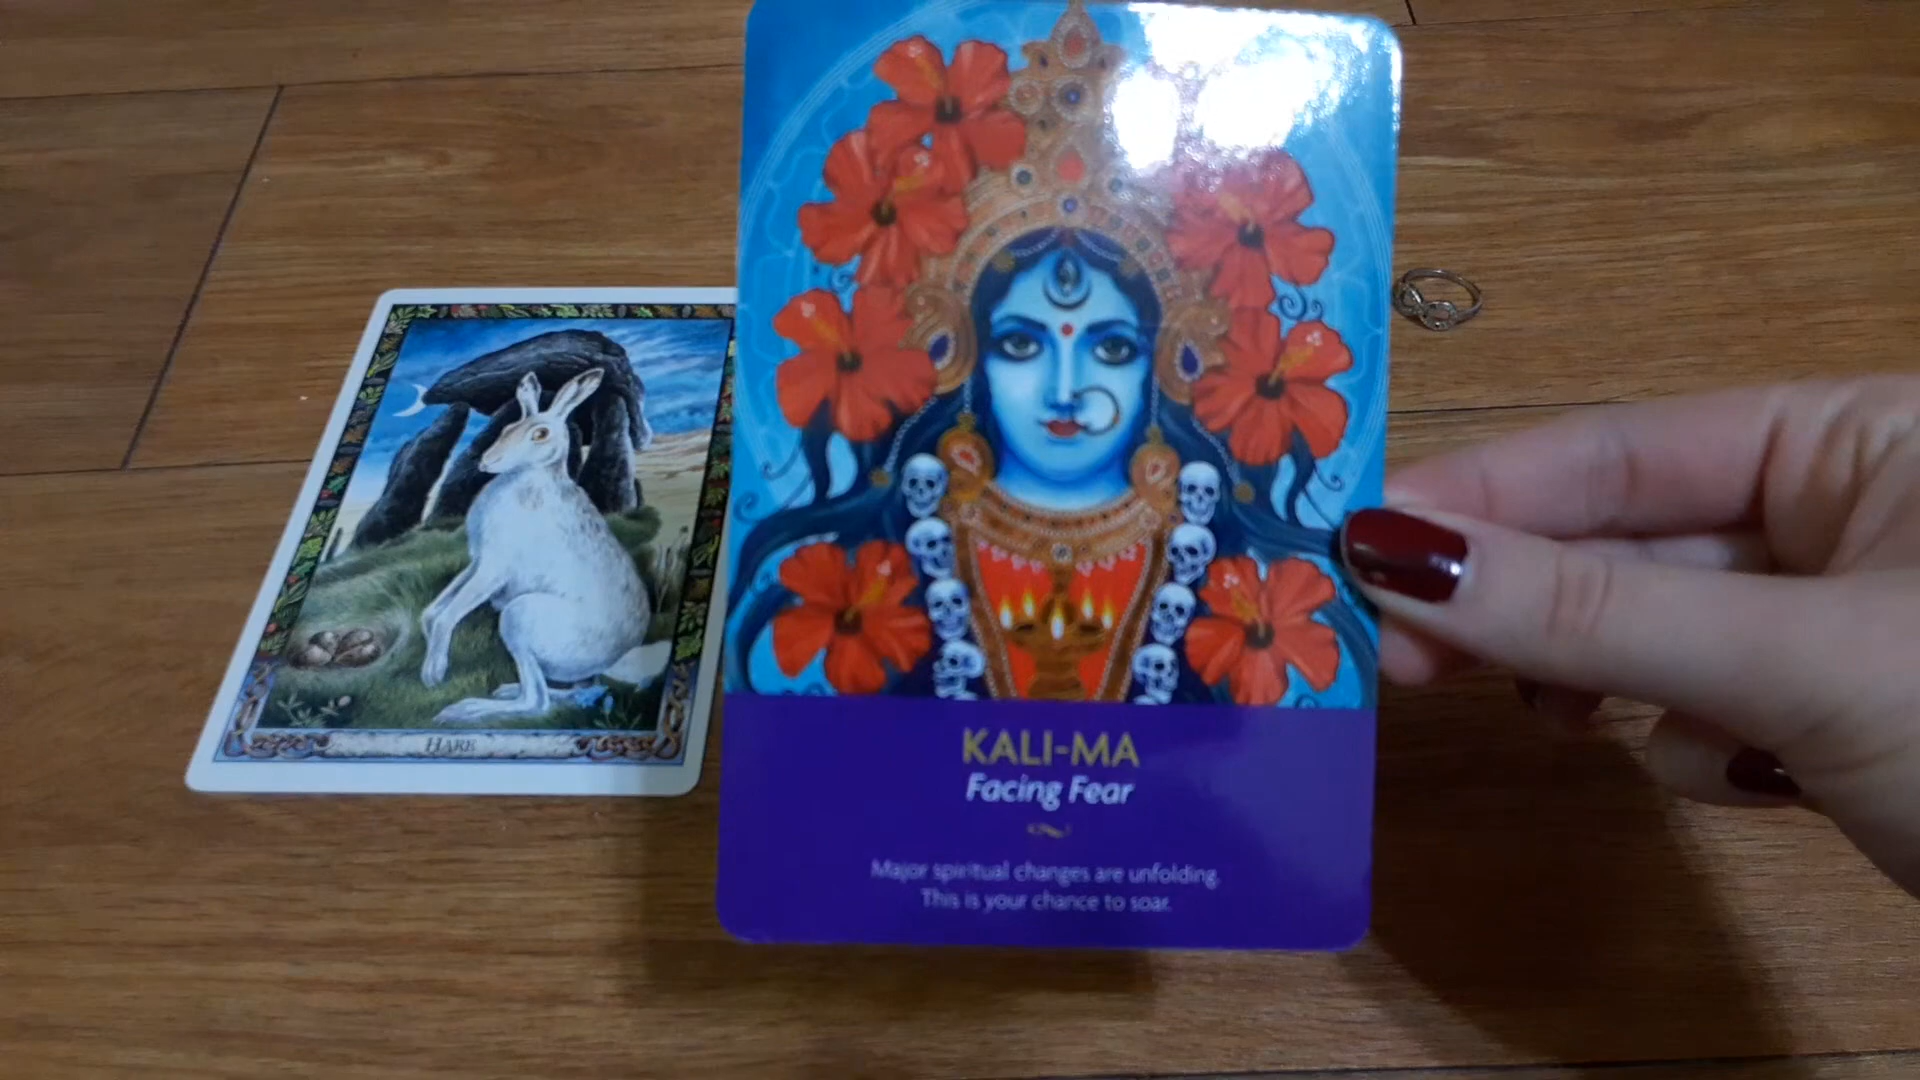 HARE
KALI-MA
Facing Fear
Major spiritual changes are unfolding.
This is your chance to soar.